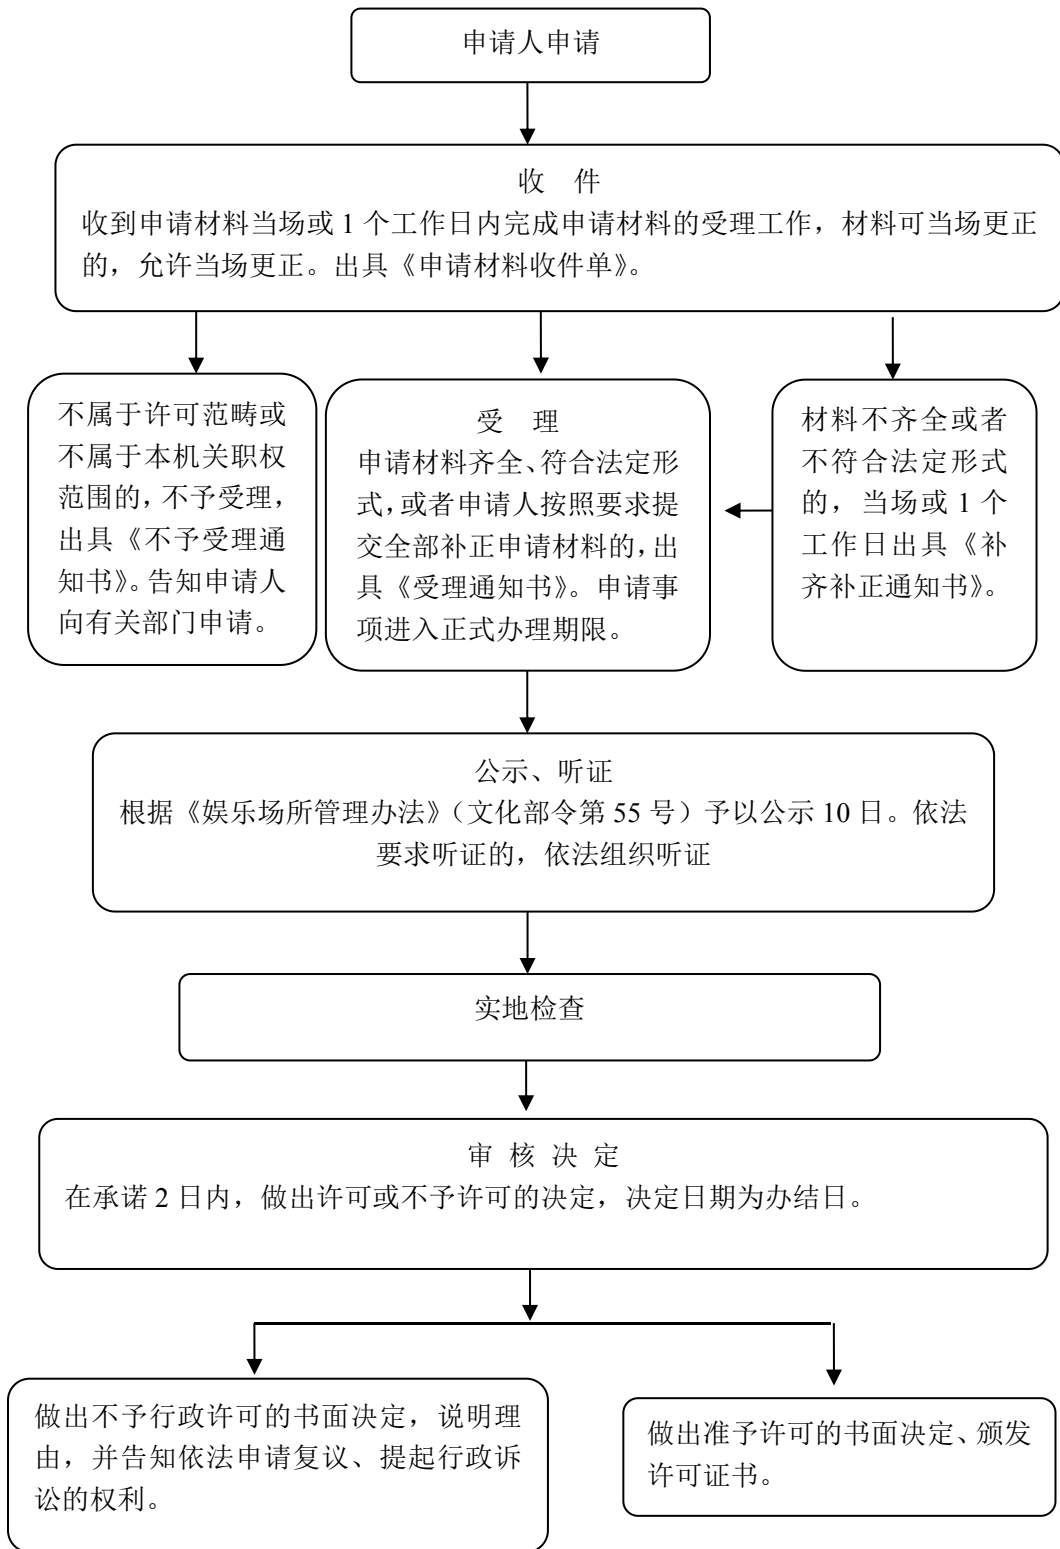 申请人申请
收 件
收到申请材料当场或 1 个工作日内完成申请材料的受理工作，材料可当场更正
的，允许当场更正。出具《申请材料收件单》。
不属于许可范畴或
不属于本机关职权
范围的，不予受理，
出具《不予受理通
知书》。告知申请人
向有关部门申请。
受 理
申请材料齐全、符合法定形
式，或者申请人按照要求提
交全部补正申请材料的，出
具《受理通知书》。申请事
项进入正式办理期限。
材料不齐全或者
不符合法定形式
的，当场或 1 个
工作日出具《补
齐补正通知书》。
公示、听证
根据《娱乐场所管理办法》（文化部令第 55 号）予以公示 10 日。依法
要求听证的，依法组织听证
实地检查
审 核 决 定
在承诺 2 日内，做出许可或不予许可的决定，决定日期为办结日。
做出不予行政许可的书面决定，说明理
由，并告知依法申请复议、提起行政诉
讼的权利。
做出准予许可的书面决定、颁发
许可证书。